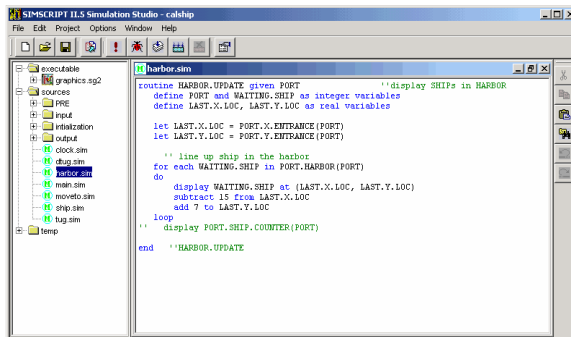 SIMSCRIPT II.5 Simulation Studio - calship
File Edit Project Options Window Help
executable
graphics.sg2
sources
PRE
input
intialization
output
clock.sim
dtug.sim
harbor.sim
main.sim
moveto.sim
ship.sim
tug.sim
temp
harbor.sim
routine HARBOR.UPDATE given PORT ''display SHIPs in HARBOR
define PORT and WAITING.SHIP as integer variables
define LAST.X.LOC, LAST.Y.LOC as real variables
let LAST.X.LOC = PORT.X.ENTRANCE(PORT)
let LAST.Y.LOC = PORT.Y.ENTRANCE(PORT)
'' line up ship in the harbor
for each WAITING.SHIP in PORT.HARBOR(PORT)
do
display WAITING.SHIP at (LAST.X.LOC, LAST.Y.LOC)
subtract 15 from LAST.X.LOC
add 7 to LAST.Y.LOC
loop
'' display PORT.SHIP.COUNTER(PORT)
end ''HARBOR.UPDATE